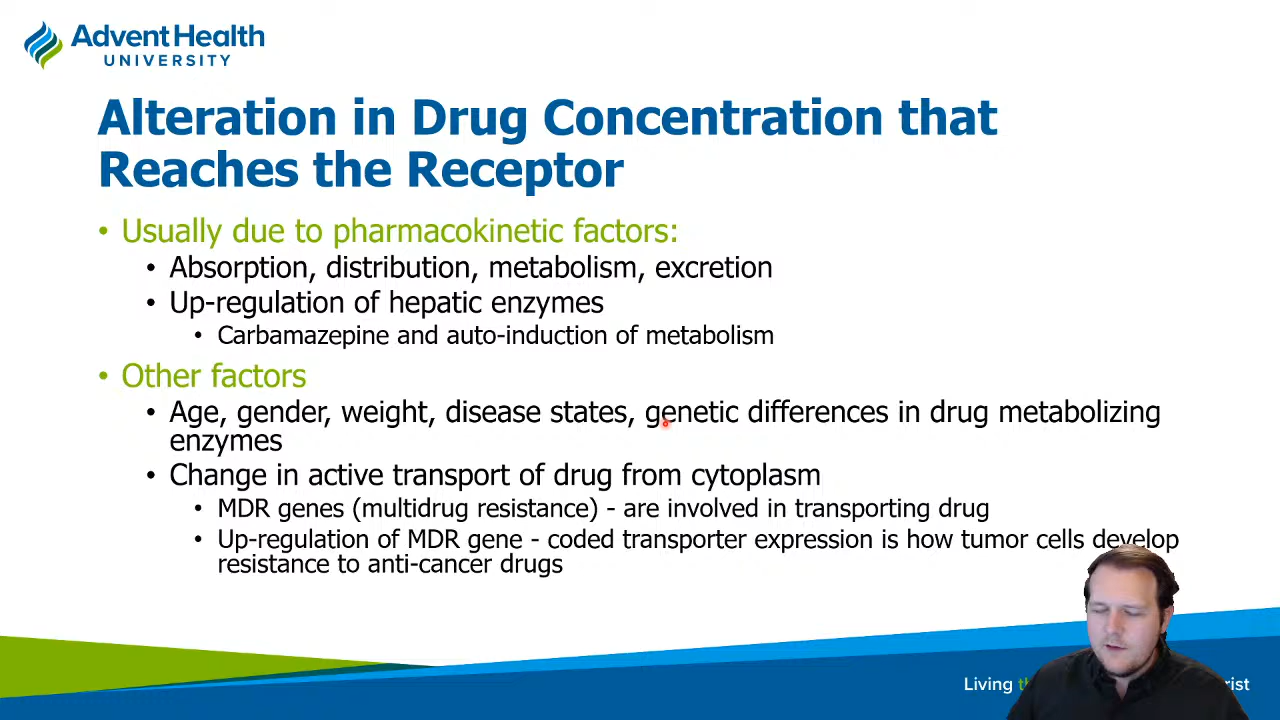 Advent Health
UNIVERSITY
Alteration in Drug Concentration that
Reaches the Receptor
• Usually due to pharmacokinetic factors:
• Absorption, distribution, metabolism, excretion
• Up-regulation of hepatic enzymes
• Carbamazepine and auto-induction of metabolism
• Other factors
• Age, gender, weight, disease states, genetic differences in drug metabolizing
enzymes
• Change in active transport of drug from cytoplasm
• MDR genes (multidrug resistance) - are involved in transporting drug
• Up-regulation of MDR gene - coded transporter expression is how tumor cells develop
resistance to anti-cancer drugs
Living